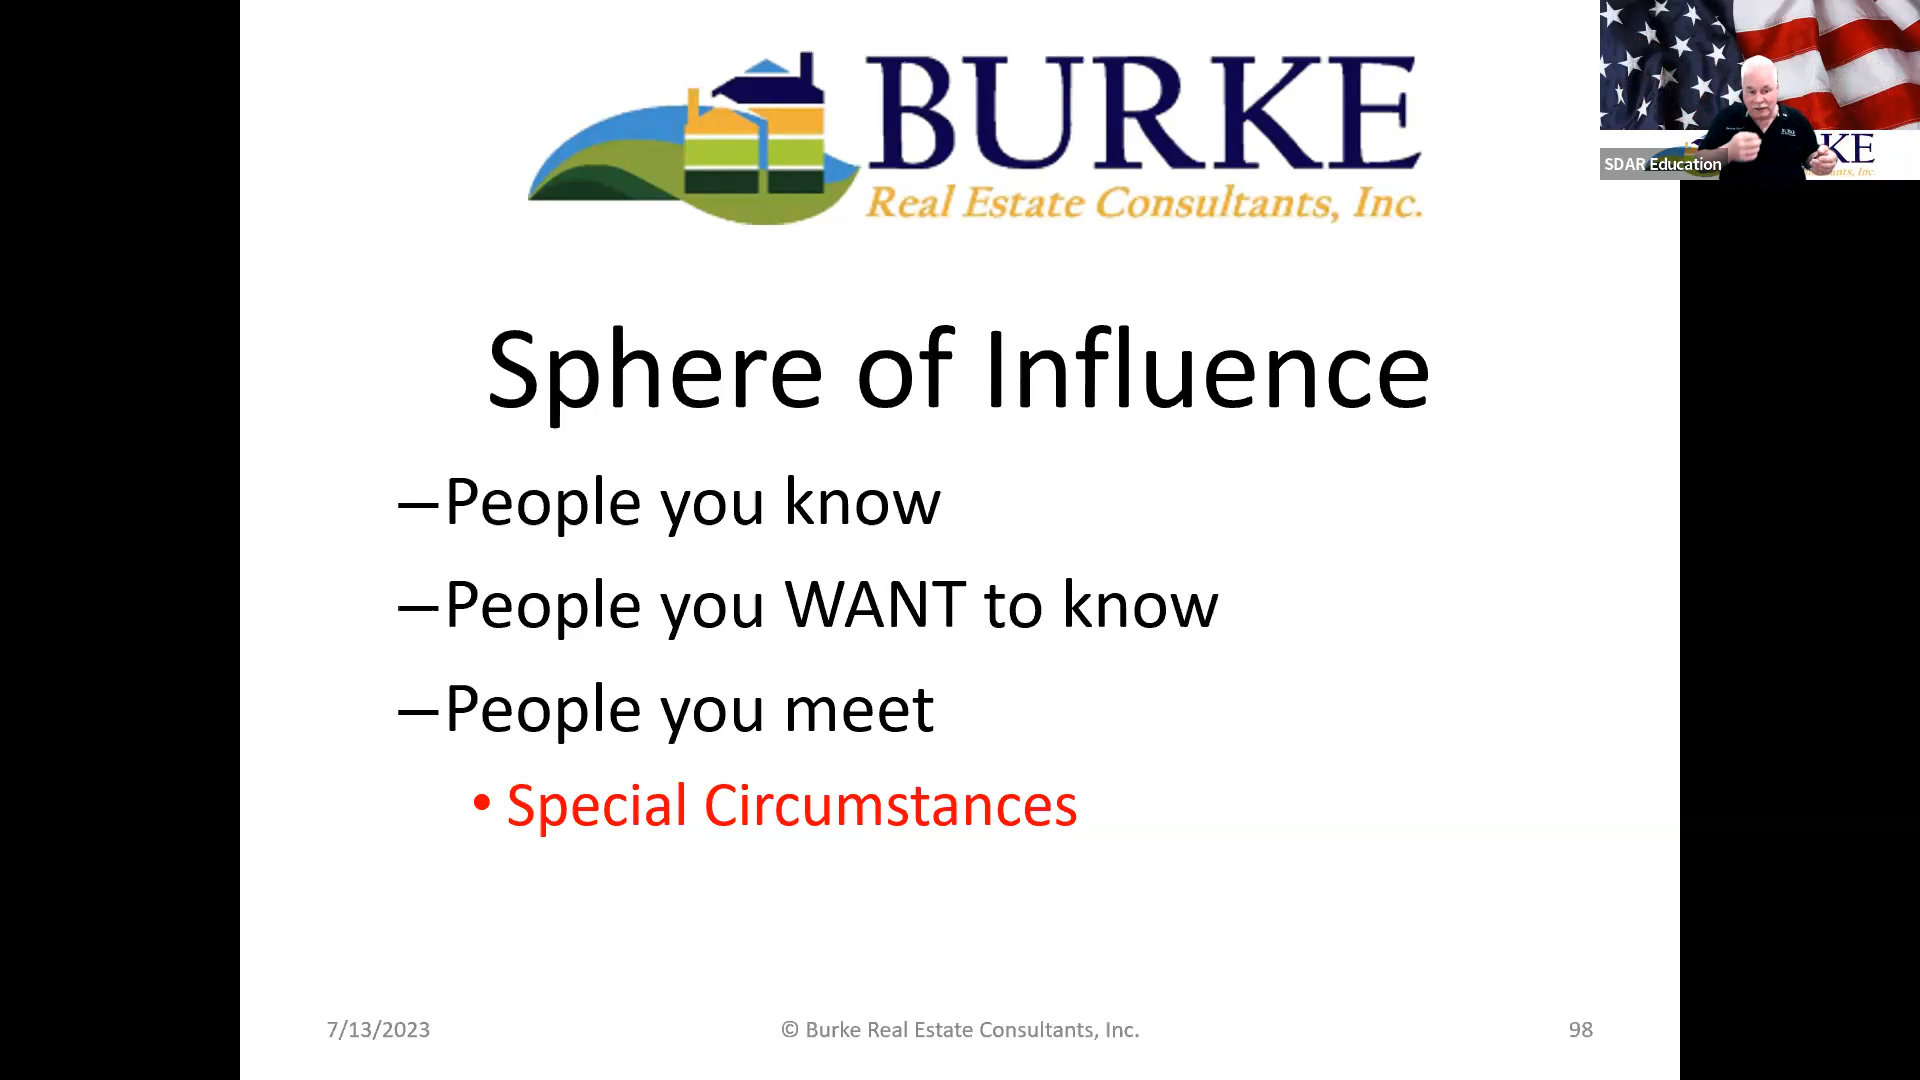 BURKE
Real Estate Consultants, Inc.
SDAR Education
KE
Sphere of Influence
–People you know
–People you WANT to know
–People you meet
• Special Circumstances
7/13/2023
© Burke Real Estate Consultants, Inc.
98